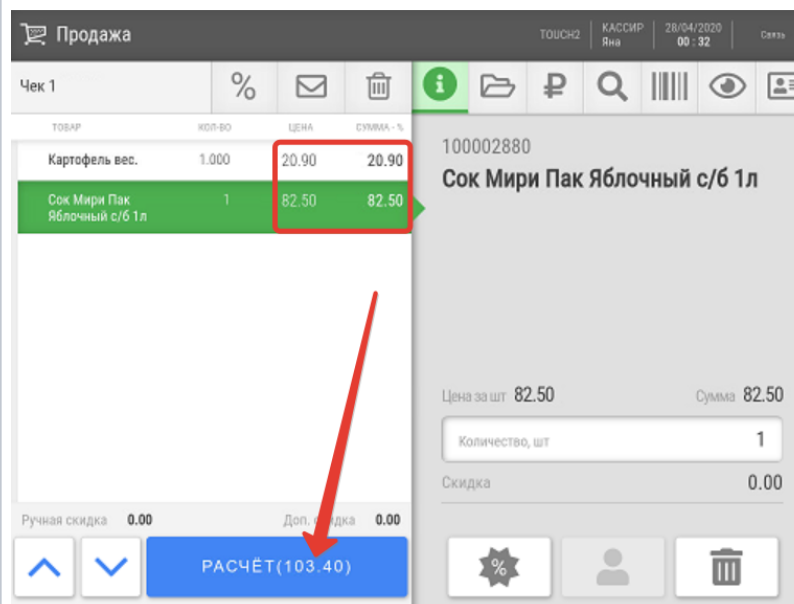 Продажа
TOUCH2
КАССИР
Яна
28/04/2020
00 : 32
Связь
Чек 1
%
ТОВАР КОЛ-ВО ЦЕНА СУММА - %
Картофель вес. 1.000 20.90 20.90
Сок Мири Пак
Яблочный с/б 1л
1 82.50 82.50
Ручная скидка 0.00 Доп. скидка 0.00
РАСЧЁТ(103.40)
100002880
Сок Мири Пак Яблочный с/б 1л
Цена за шт 82.50 Сумма 82.50
Количество, шт 1
Скидка 0.00
%